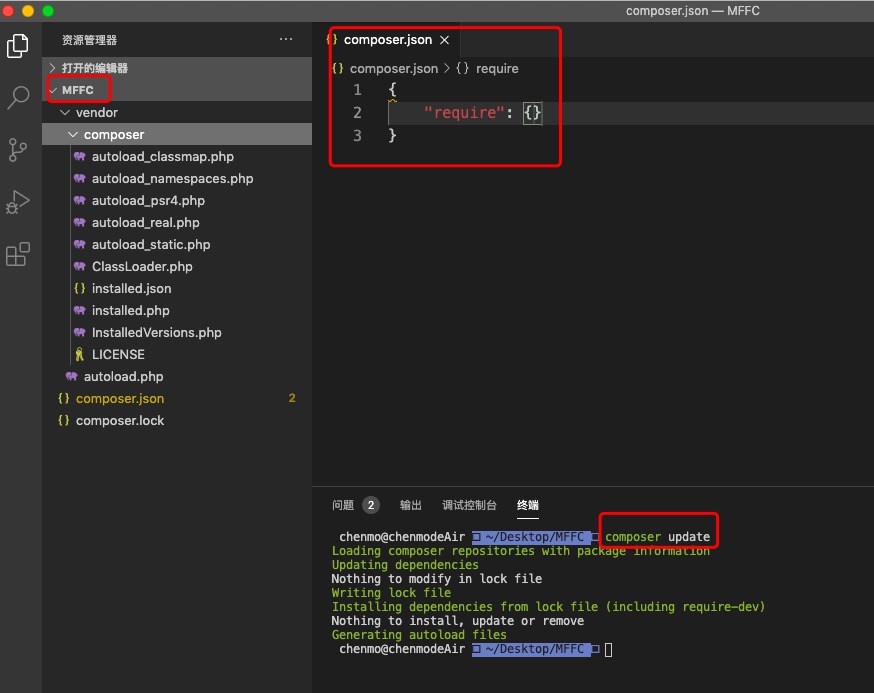 composer.json — MFFC
资源管理器 ···
打开的编辑器
MFFC
vendor
composer
autoload_classmap.php
autoload_namespaces.php
autoload_psr4.php
autoload_real.php
autoload_static.php
ClassLoader.php
{} installed.json
installed.php
InstalledVersions.php
LICENSE
autoload.php
{} composer.json 2
{} composer.lock
{} composer.json ×
{} composer.json > {} require
1 {
2 "require": {}
3 }
问题 2 输出 调试控制台 终端
chenmo@chenmodeAir ~/Desktop/MFFC composer update
Loading composer repositories with package information
Updating dependencies
Nothing to modify in lock file
Writing lock file
Installing dependencies from lock file (including require-dev)
Nothing to install, update or remove
Generating autoload files
chenmo@chenmodeAir ~/Desktop/MFFC